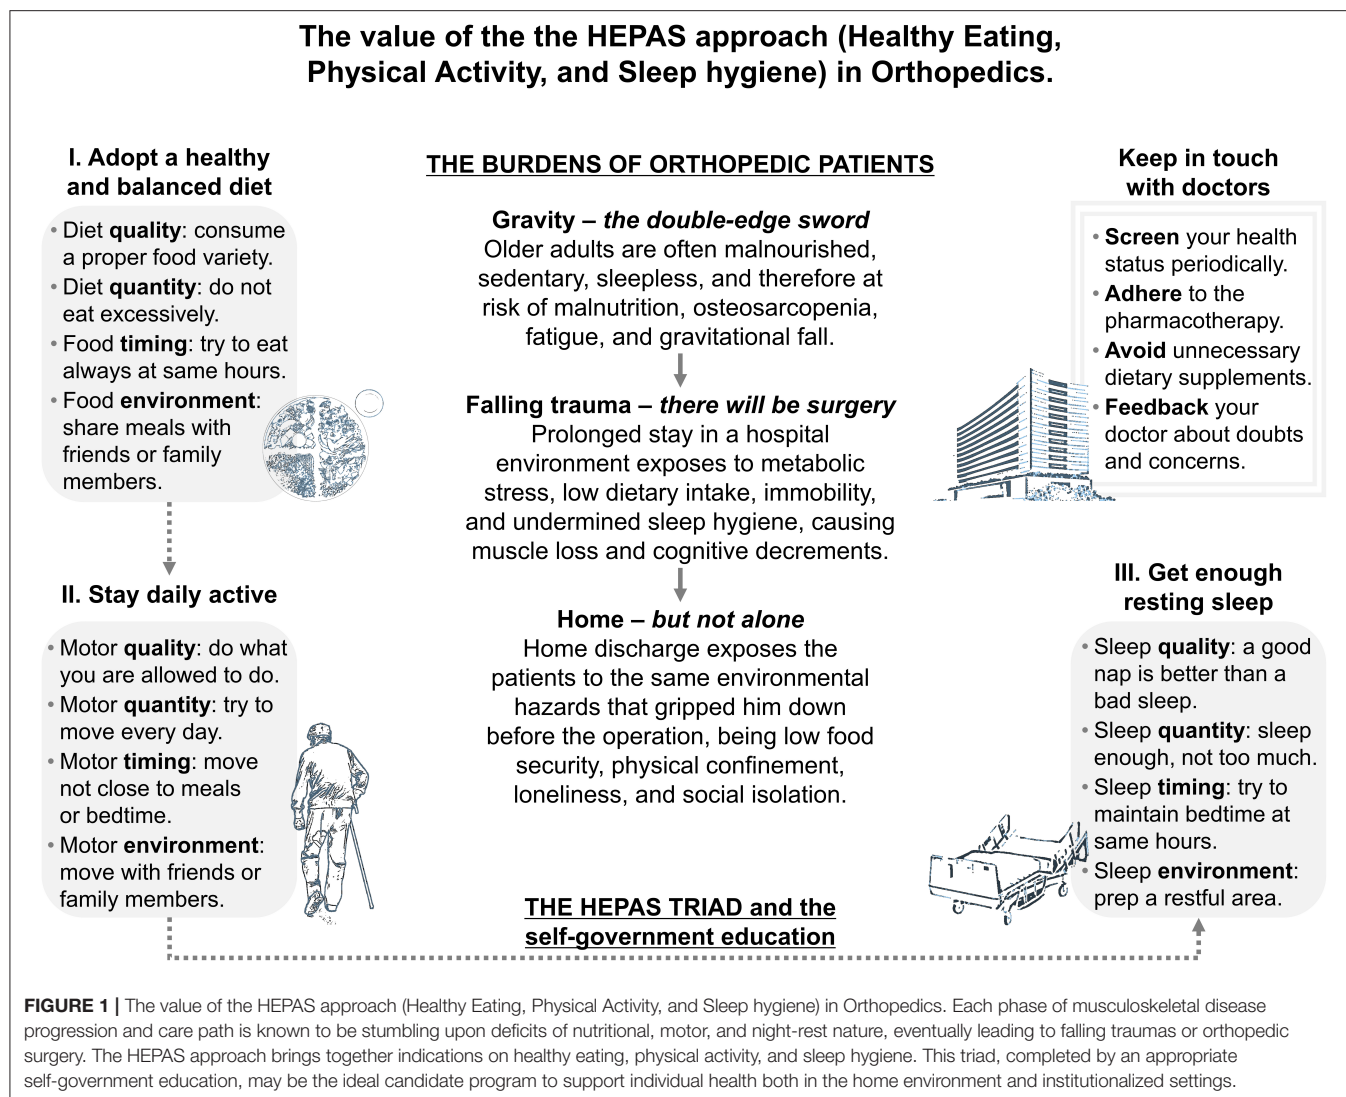 The value of the the HEPAS approach (Healthy Eating,
Physical Activity, and Sleep hygiene) in Orthopedics.
I. Adopt a healthy
and balanced diet
• Diet quality: consume
a proper food variety.
• Diet quantity: do not
eat excessively.
• Food timing: try to eat
always at same hours.
• Food environment:
share meals with
friends or family
members.
II. Stay daily active
• Motor quality: do what
you are allowed to do.
• Motor quantity: try to
move every day.
• Motor timing: move
not close to meals
or bedtime.
• Motor environment:
move with friends or
family members.
THE BURDENS OF ORTHOPEDIC PATIENTS
Gravity – the double-edge sword
Older adults are often malnourished,
sedentary, sleepless, and therefore at
risk of malnutrition, osteosarcopenia,
fatigue, and gravitational fall.
Falling trauma – there will be surgery
Prolonged stay in a hospital
environment exposes to metabolic
stress, low dietary intake, immobility,
and undermined sleep hygiene, causing
muscle loss and cognitive decrements.
Home – but not alone
Home discharge exposes the
patients to the same environmental
hazards that gripped him down
before the operation, being low food
security, physical confinement,
loneliness, and social isolation.
THE HEPAS TRIAD and the
self-government education
Keep in touch
with doctors
• Screen your health
status periodically.
• Adhere to the
pharmacotherapy.
• Avoid unnecessary
dietary supplements.
• Feedback your
doctor about doubts
and concerns.
III. Get enough
resting sleep
• Sleep quality: a good
nap is better than a
bad sleep.
• Sleep quantity: sleep
enough, not too much.
• Sleep timing: try to
maintain bedtime at
same hours.
• Sleep environment:
prep a restful area.
FIGURE 1 | The value of the HEPAS approach (Healthy Eating, Physical Activity, and Sleep hygiene) in Orthopedics. Each phase of musculoskeletal disease
progression and care path is known to be stumbling upon deficits of nutritional, motor, and night-rest nature, eventually leading to falling traumas or orthopedic
surgery. The HEPAS approach brings together indications on healthy eating, physical activity, and sleep hygiene. This triad, completed by an appropriate
self-government education, may be the ideal candidate program to support individual health both in the home environment and institutionalized settings.